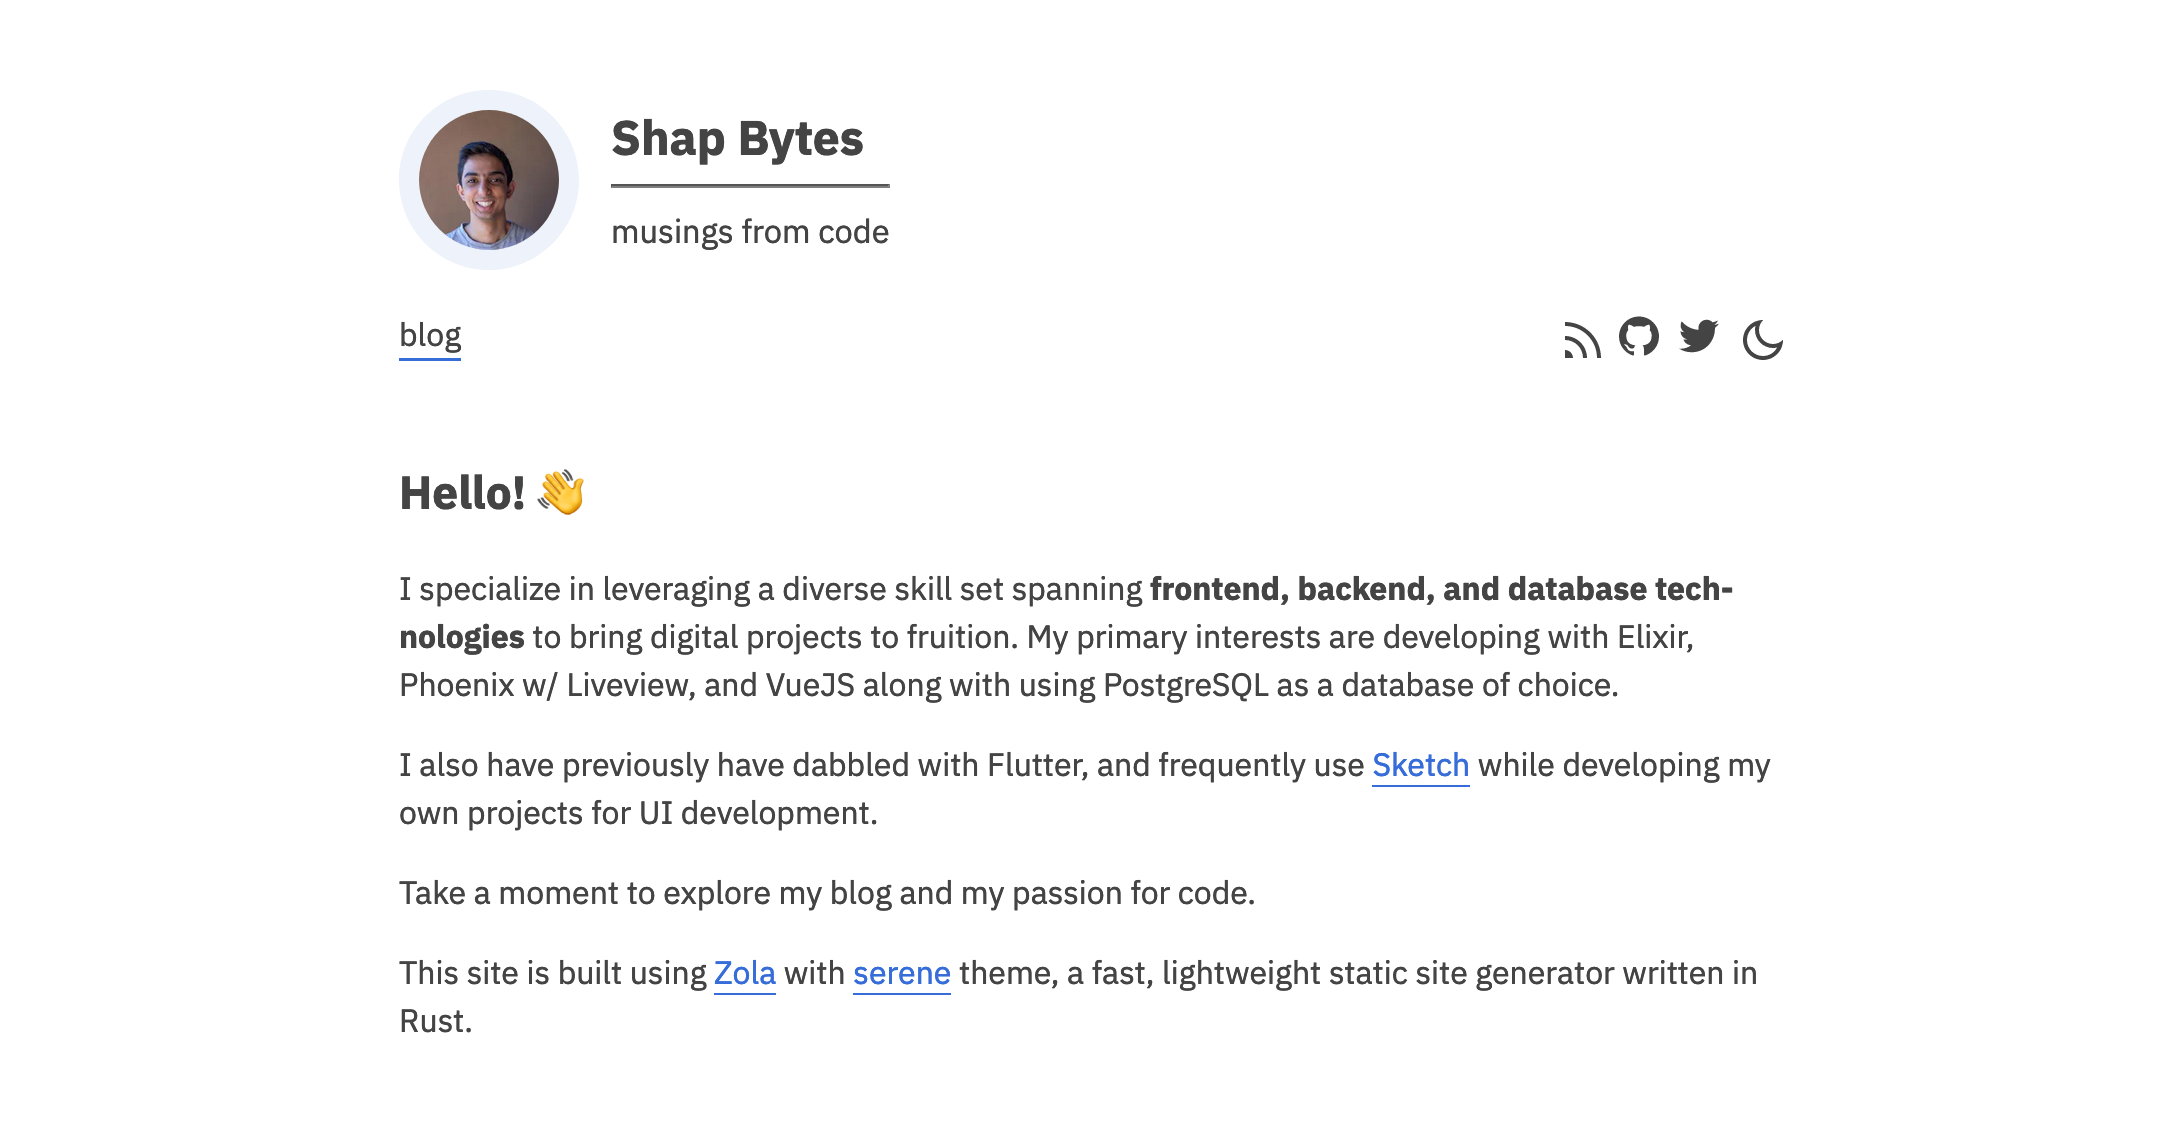 Shap Bytes
musings from code
blog
Hello! 👋
I specialize in leveraging a diverse skill set spanning frontend, backend, and database tech-
nologies to bring digital projects to fruition. My primary interests are developing with Elixir,
Phoenix w/ Liveview, and VueJS along with using PostgreSQL as a database of choice.
I also have previously have dabbled with Flutter, and frequently use Sketch while developing my
own projects for UI development.
Take a moment to explore my blog and my passion for code.
This site is built using Zola with serene theme, a fast, lightweight static site generator written in
Rust.